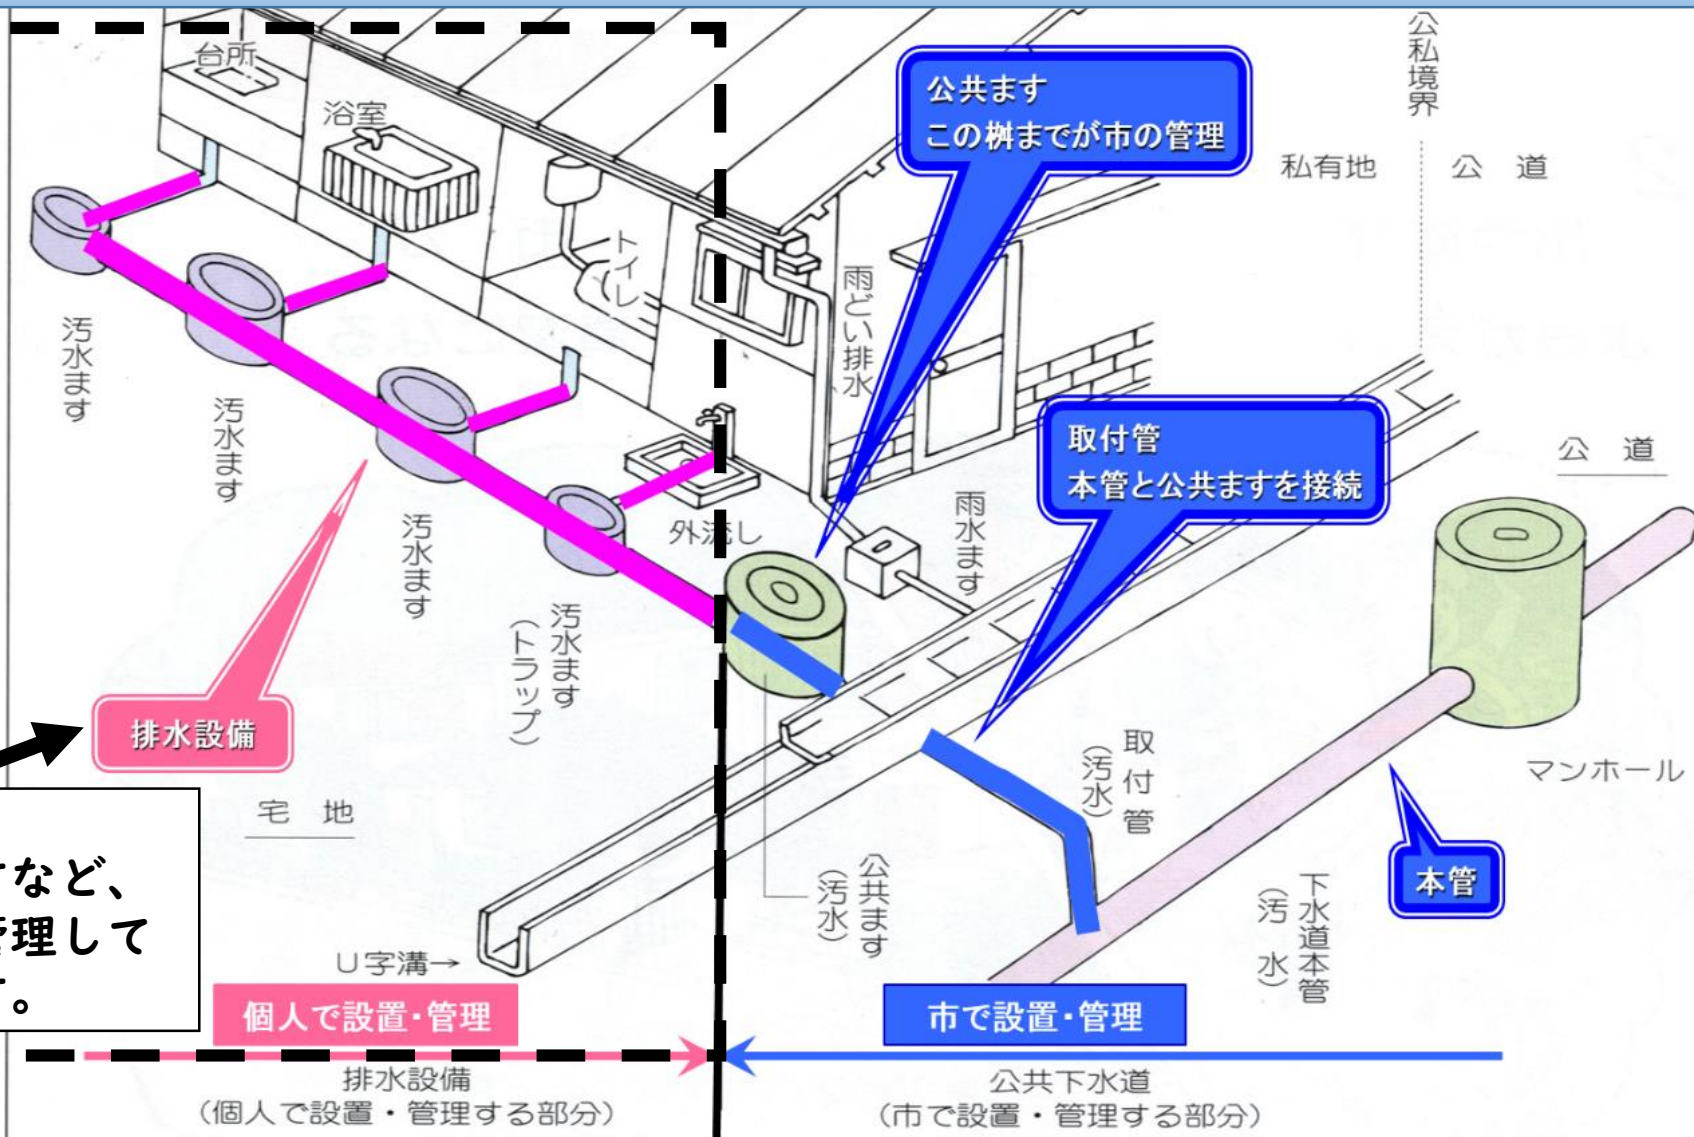 台所
浴室
トイレ
公共ます
この桝までが市の管理
公私境界
私有地
公 道
雨どい排水
汚水ます
汚水ます
汚水ます
汚水ます
（トラップ）
外流し
雨水ます
取付管
本管と公共ますを接続
公 道
排水設備
宅 地
取付管
（汚水）
マンホール
本管
公共ます
（汚水）
下水道本管
（汚 水）
など、
管理して
。
U字溝→
個人で設置・管理
市で設置・管理
排水設備
（個人で設置・管理する部分）
公共下水道
（市で設置・管理する部分）